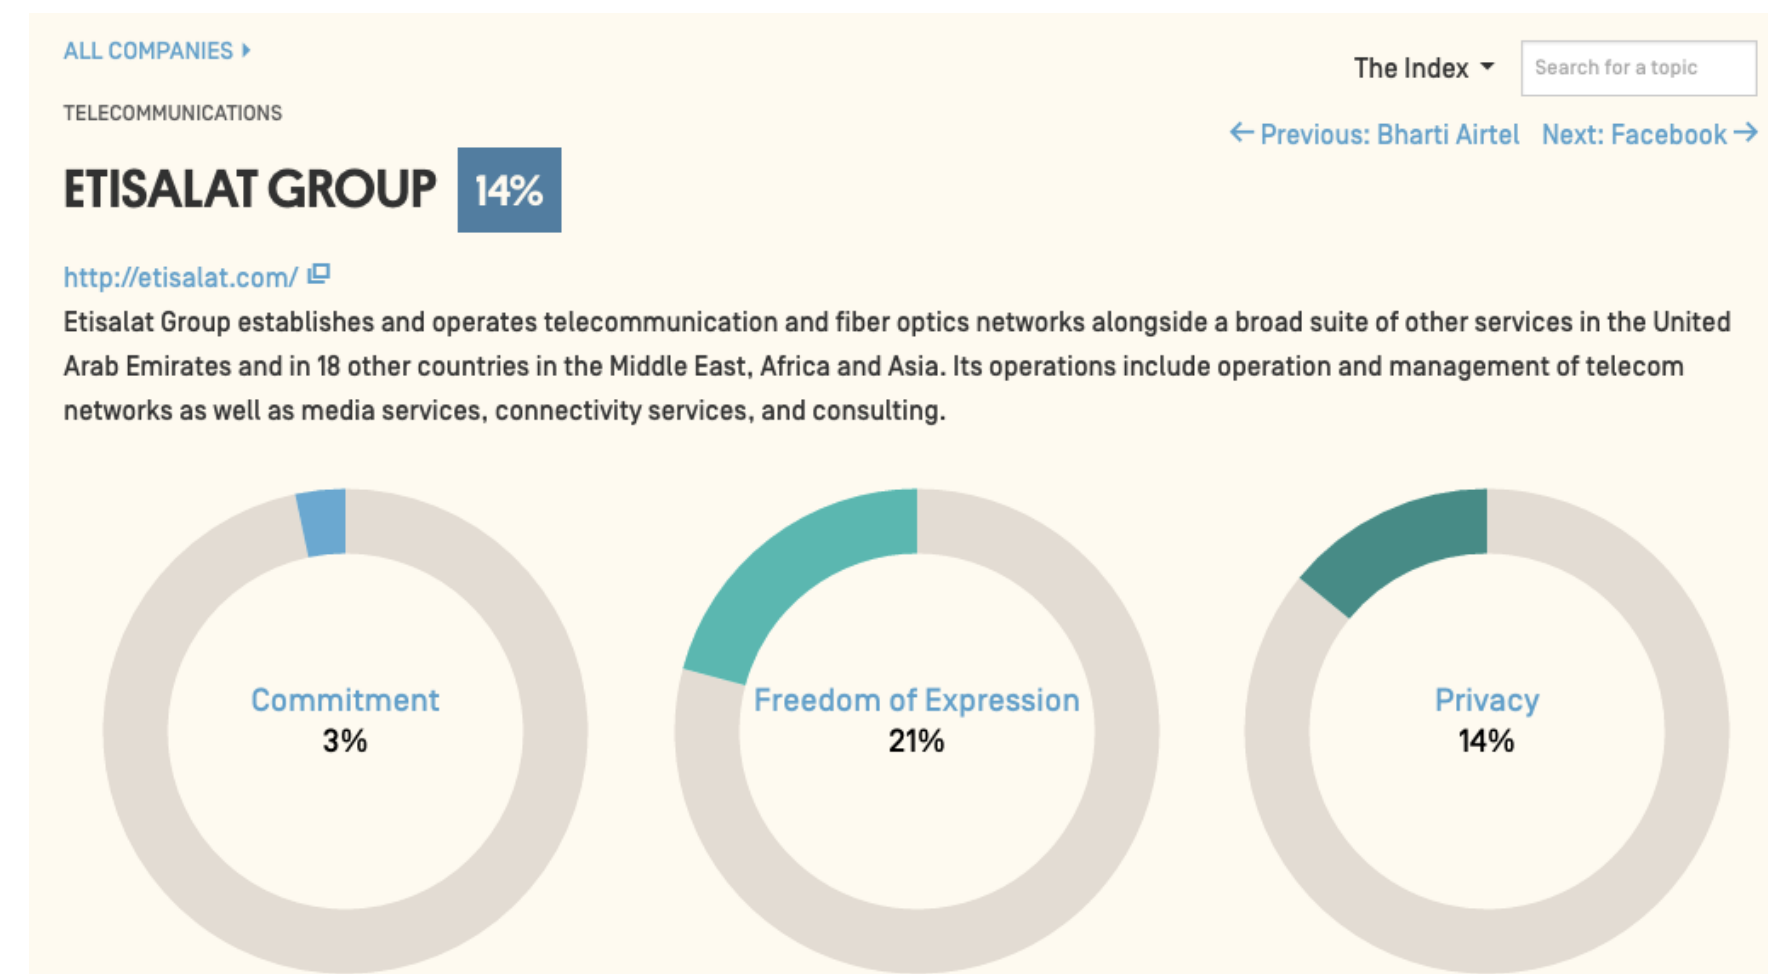 ALL COMPANIES
The Index
Search for a topic
TELECOMMUNICATIONS
← Previous: Bharti Airtel Next: Facebook →
ETISALAT GROUP 14%
http://etisalat.com/
Etisalat Group establishes and operates telecommunication and fiber optics networks alongside a broad suite of other services in the United
Arab Emirates and in 18 other countries in the Middle East, Africa and Asia. Its operations include operation and management of telecom
networks as well as media services, connectivity services, and consulting.
Commitment
3%
Freedom of Expression
21%
Privacy
14%